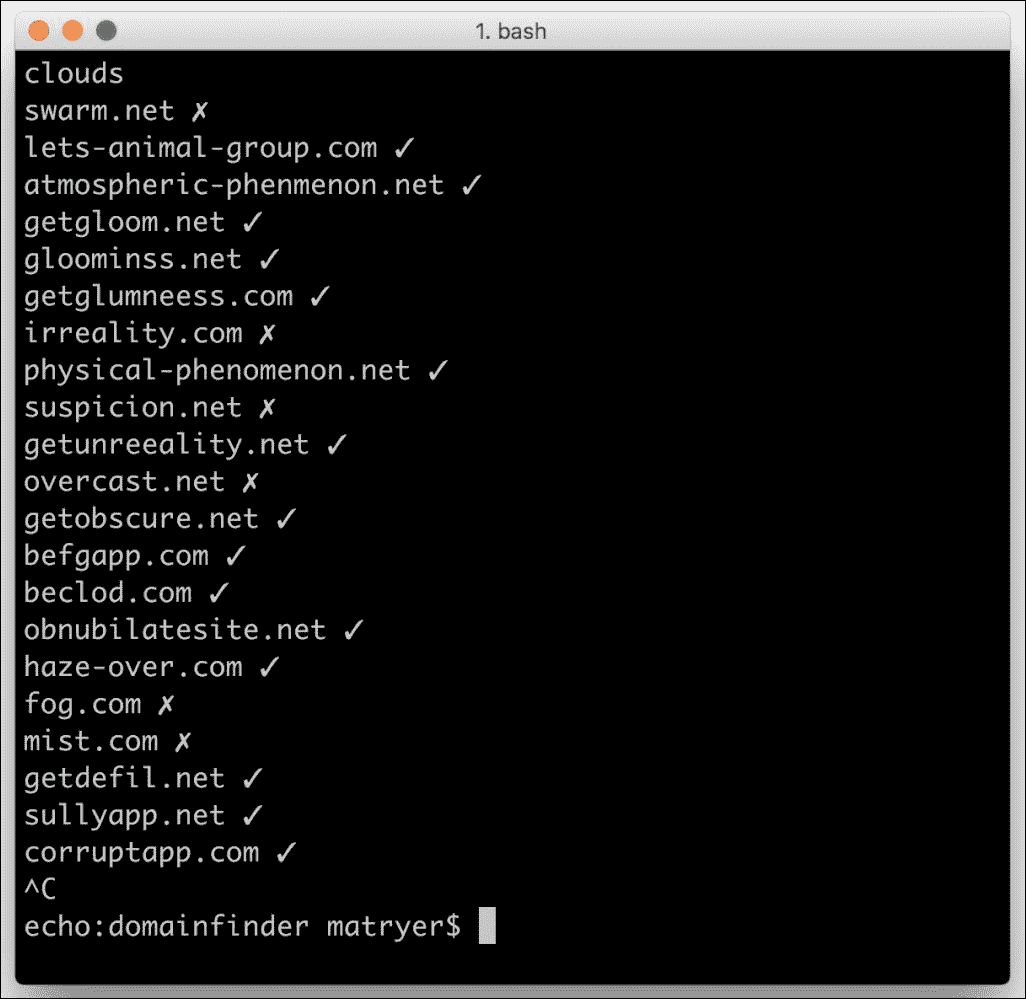 1. bash
clouds
swarm.net ✗
lets-animal-group.com ✓
atmospheric-phenmenon.net ✓
getgloom.net ✓
gloominss.net ✓
getglumneess.com ✓
irreality.com ✗
physical-phenomenon.net ✓
suspicion.net ✗
getunreeality.net ✓
overcast.net ✗
getobscure.net ✓
befgapp.com ✓
beclod.com ✓
obnubilatesite.net ✓
haze-over.com ✓
fog.com ✗
mist.com ✗
getdefil.net ✓
sullyapp.net ✓
corruptapp.com ✓
^C
echo:domainfinder matryer$